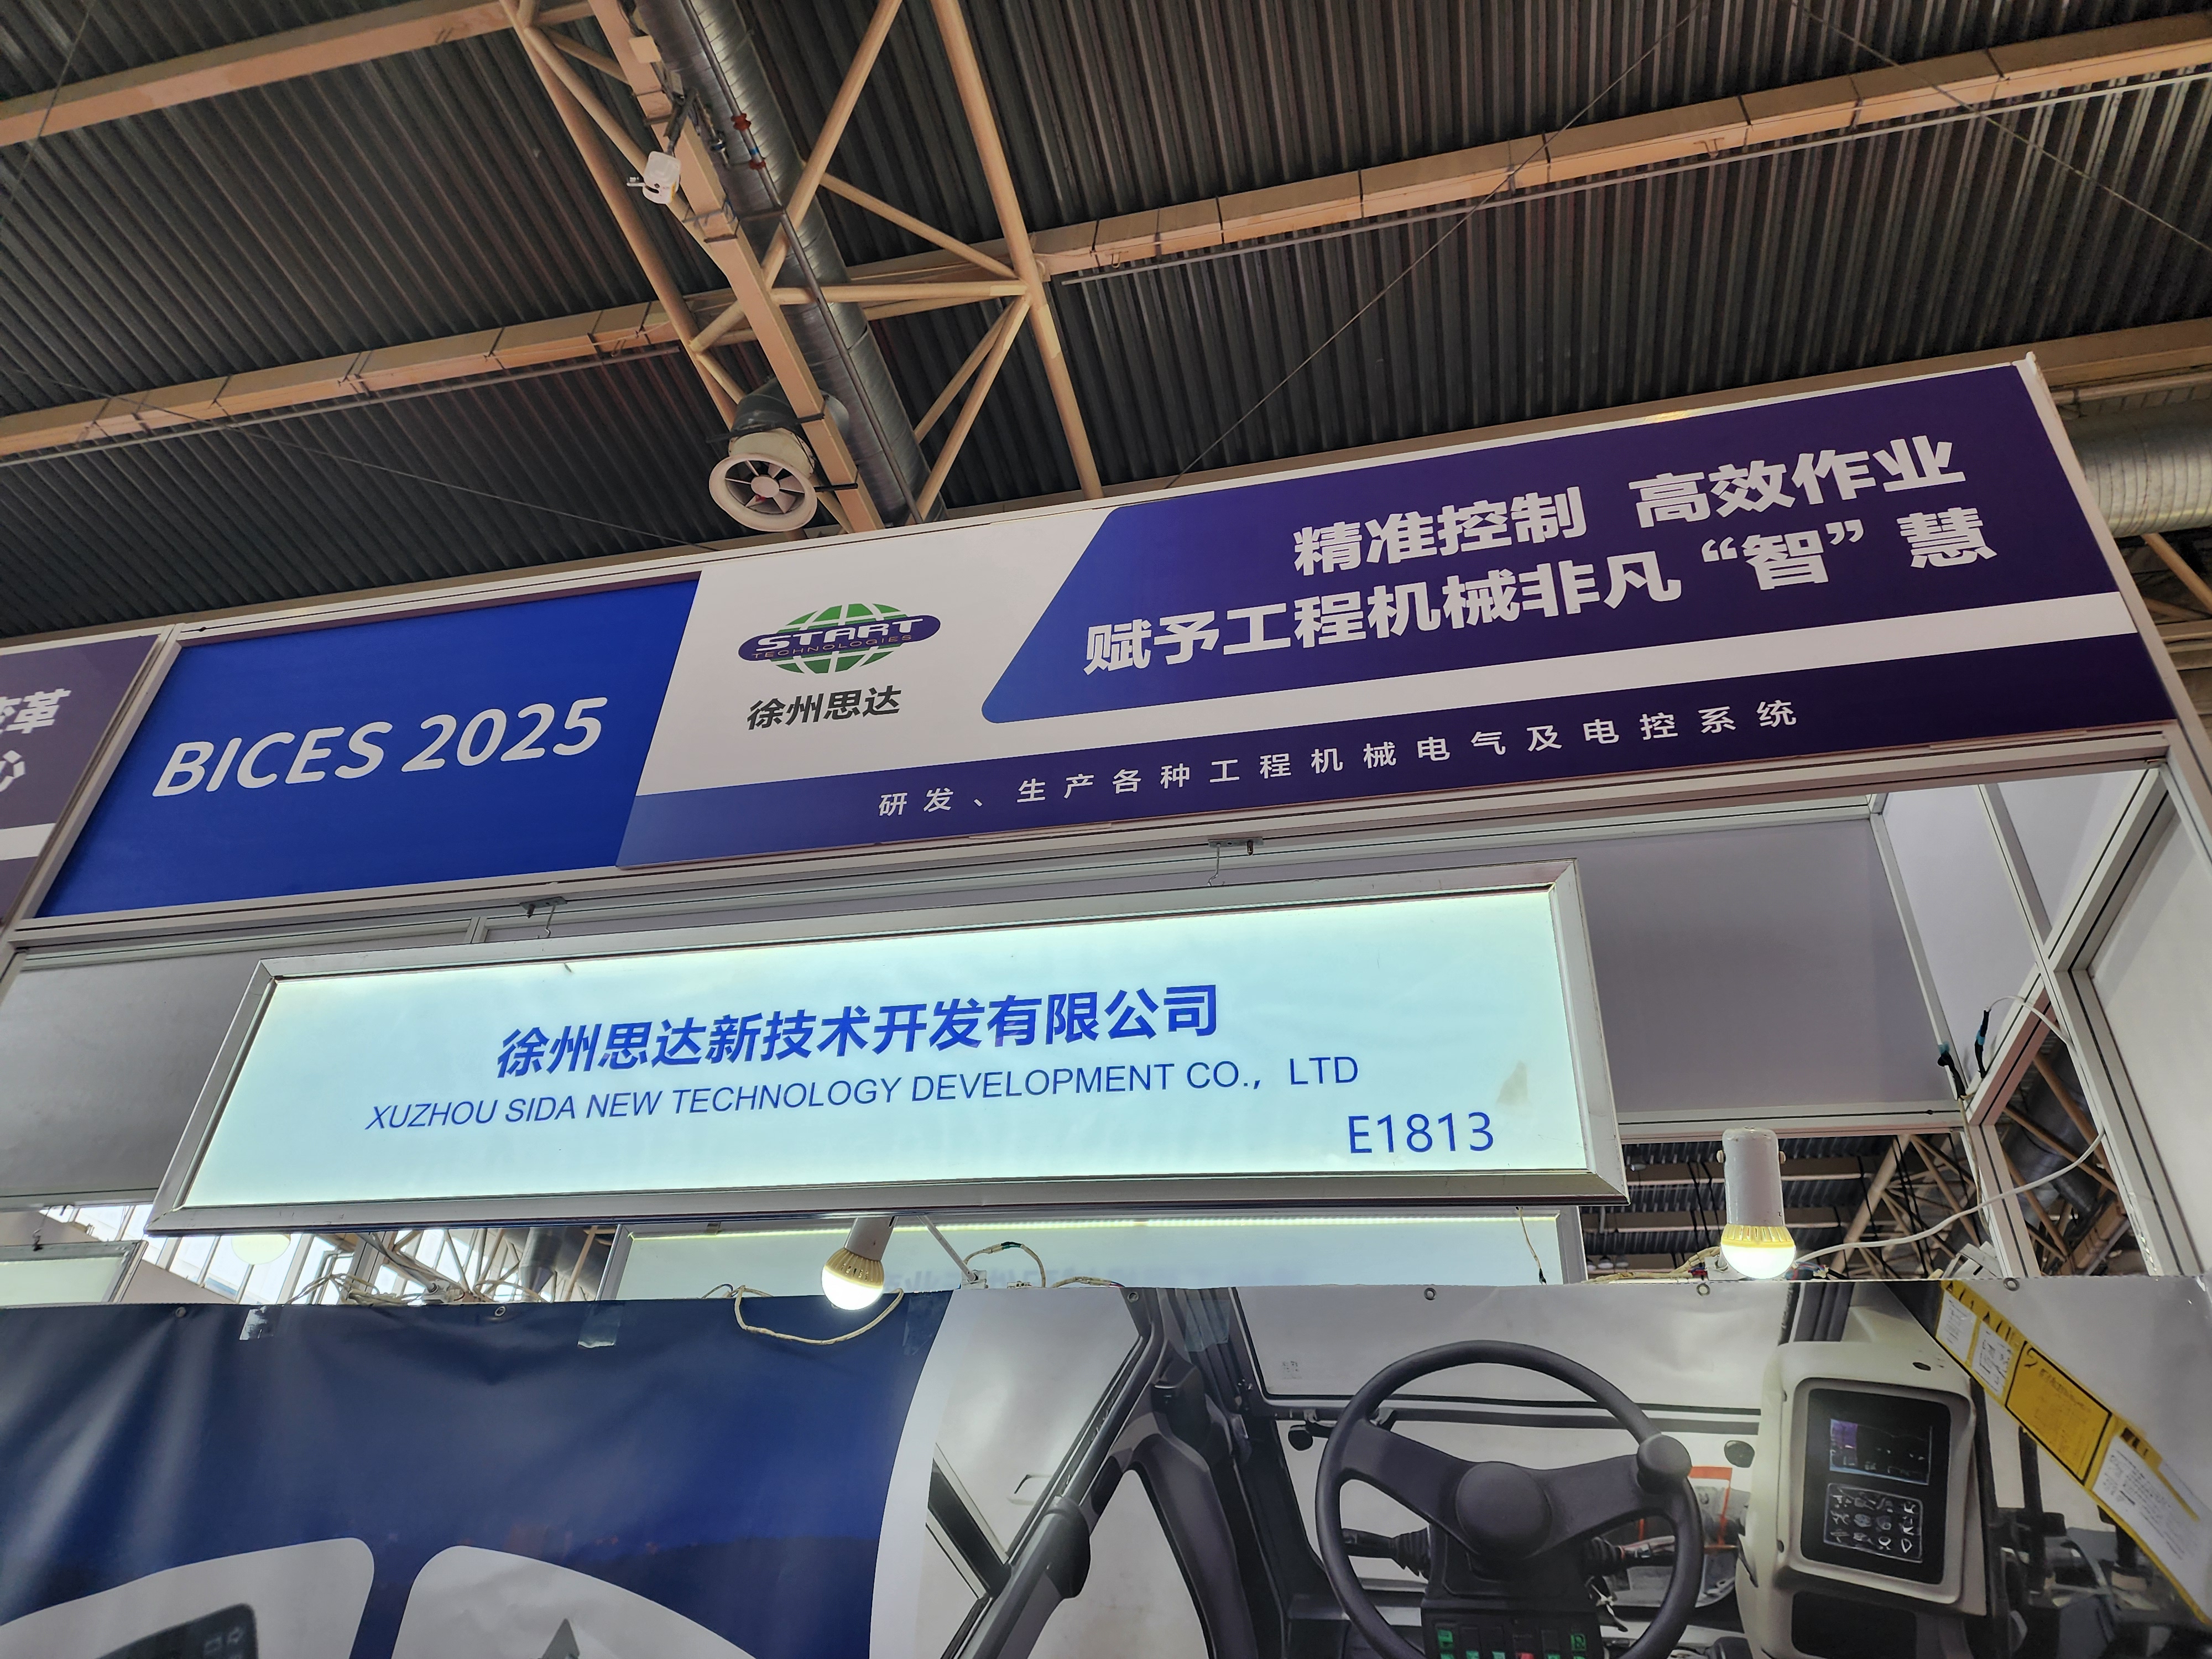 变革
心
BICES 2025
START
TECHNOLOGIES
徐州思达
精准控制 高效作业
赋予工程机械非凡“智”慧
研发、生产各种工程机械电气及电控系统
徐州思达新技术开发有限公司
XUZHOU SIDA NEW TECHNOLOGY DEVELOPMENT CO.，LTD
E1813